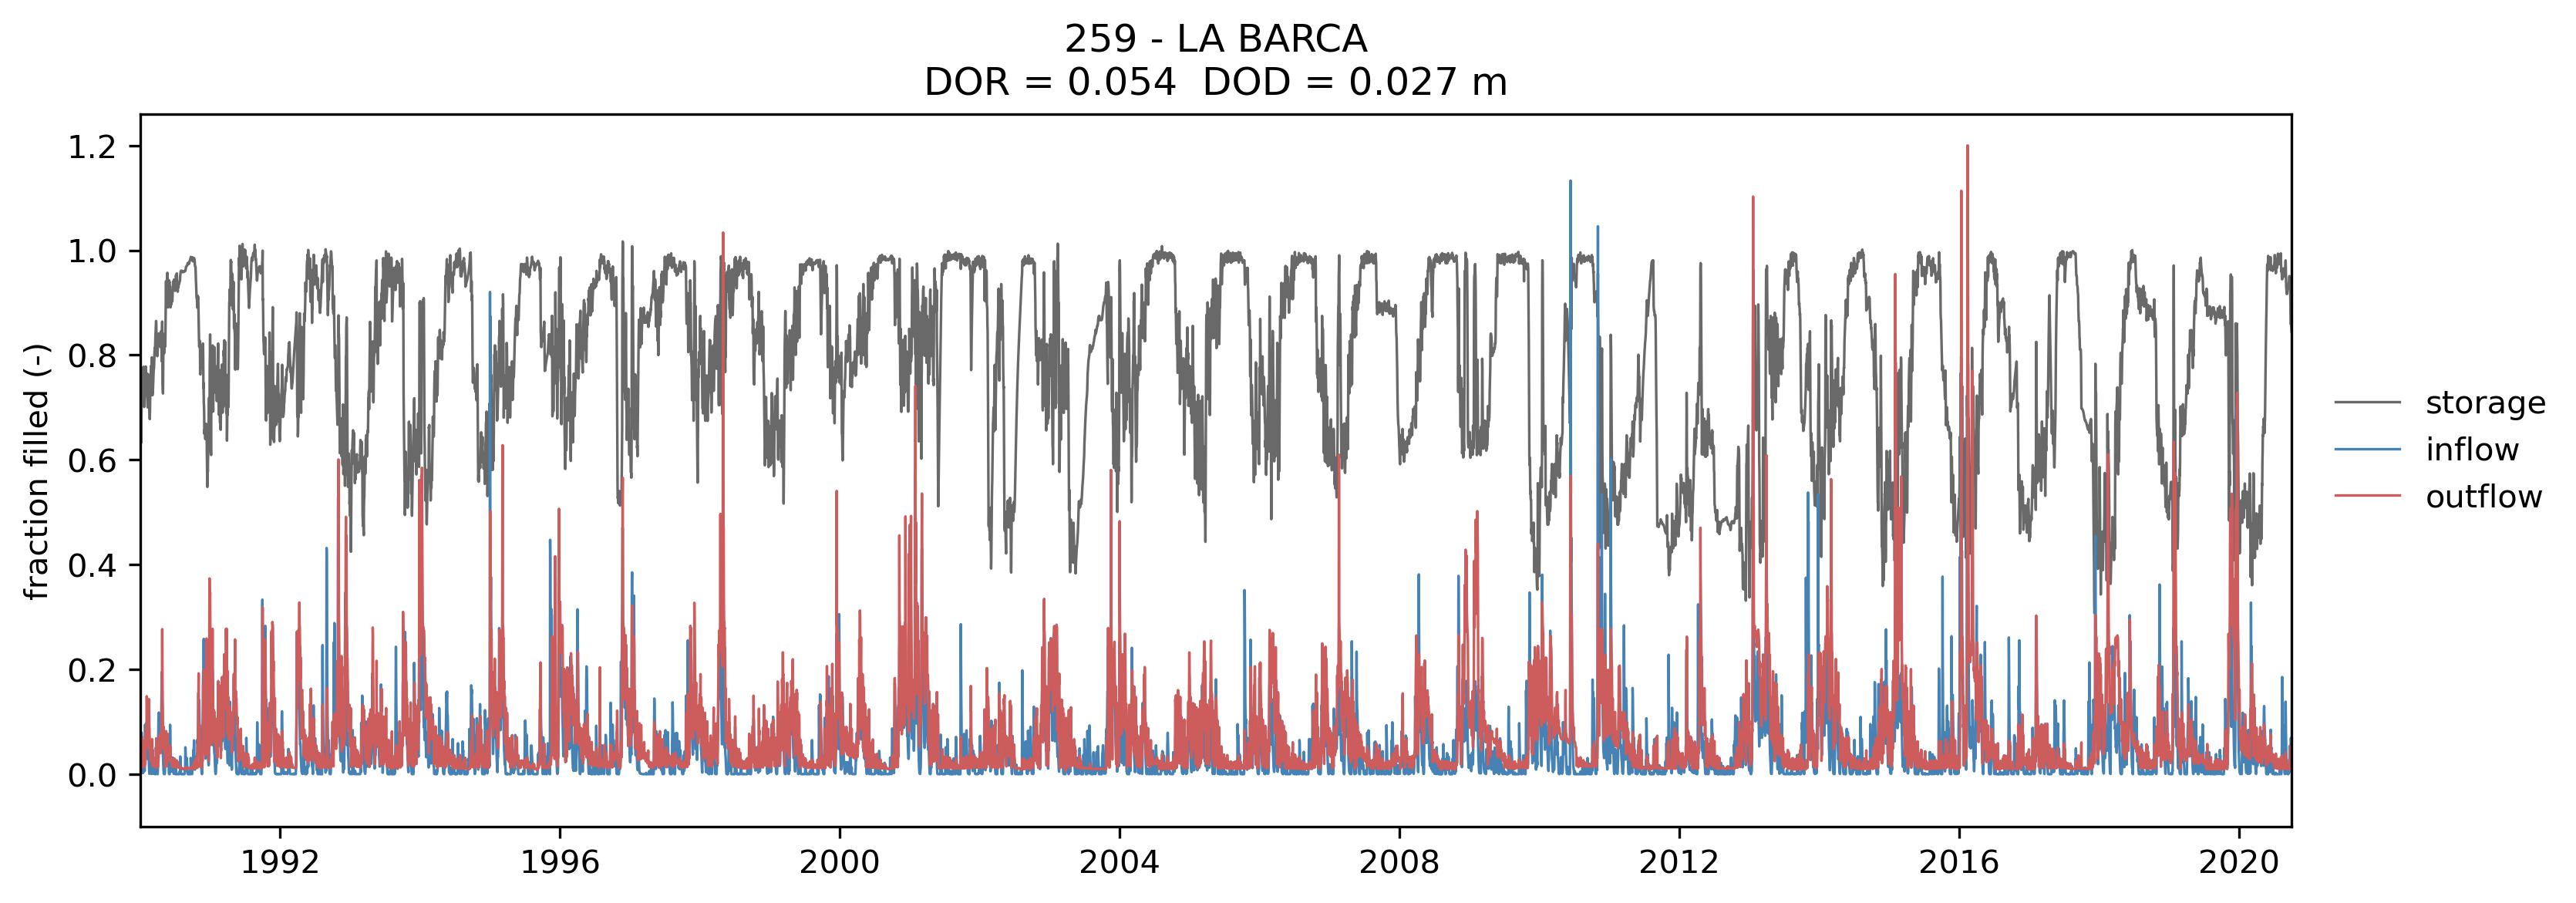 259 - LA BARCA
DOR = 0.054  DOD = 0.027 m
fraction filled (-)
1.2
1.0
0.8
0.6
0.4
0.2
0.0
1992
1996
2000
2004
2008
2012
2016
2020
storage
inflow
outflow